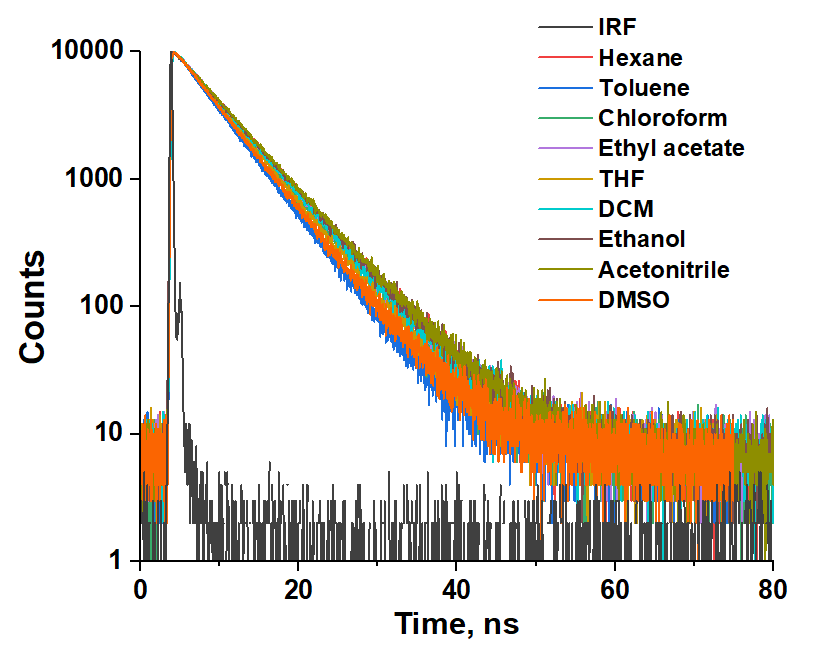 IRF
Hexane
Toluene
Chloroform
Ethyl acetate
THF
DCM
Ethanol
Acetonitrile
DMSO
10000
1000
100
10
1
Counts
0 20 40 60 80
Time, ns